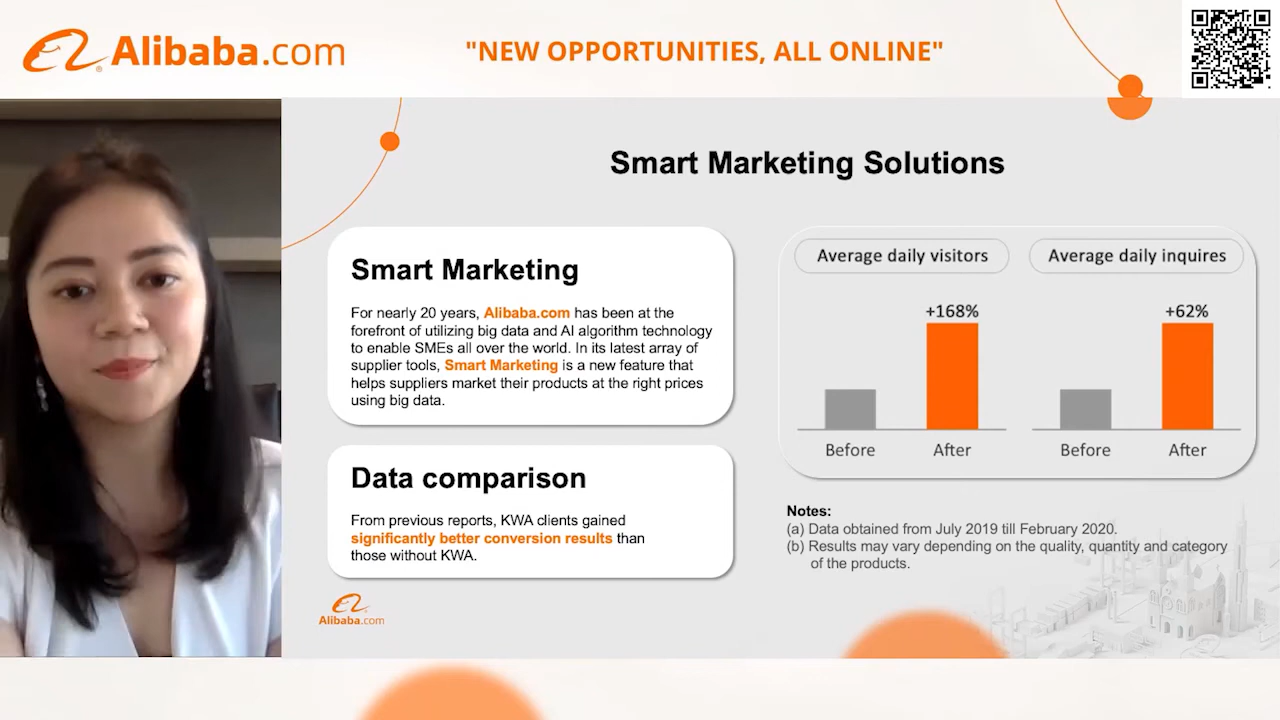 Alibaba.com
"NEW OPPORTUNITIES, ALL ONLINE"
Smart Marketing Solutions
Smart Marketing
For nearly 20 years, Alibaba.com has been at the
forefront of utilizing big data and AI algorithm technology
to enable SMEs all over the world. In its latest array of
supplier tools, Smart Marketing is a new feature that
helps suppliers market their products at the right prices
using big data.
Data comparison
From previous reports, KWA clients gained
significantly better conversion results than
those without KWA.
Alibaba.com
Average daily visitors
+168%
Before After
Average daily inquires
+62%
Before After
Notes:
(a) Data obtained from July 2019 till February 2020.
(b) Results may vary depending on the quality, quantity and category
of the products.